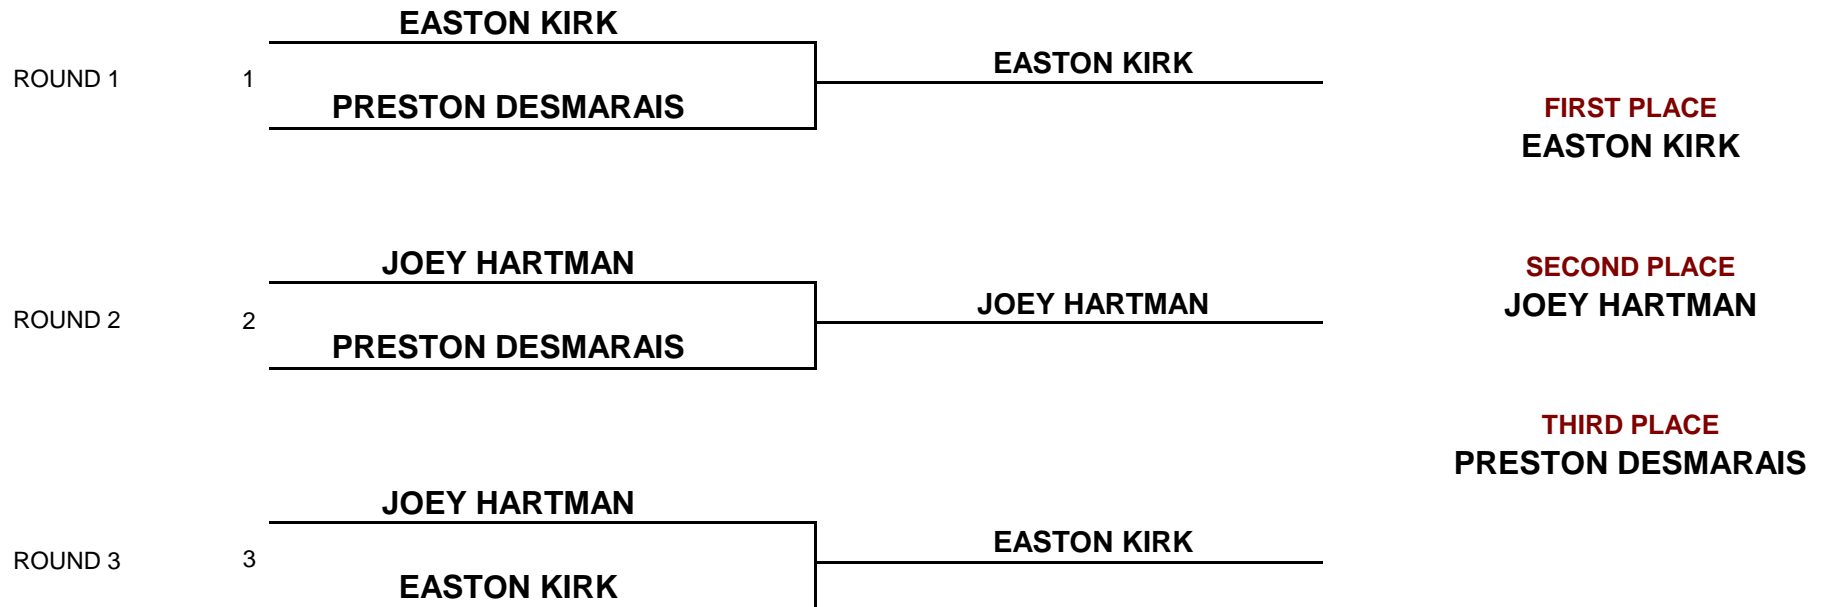 EASTON KIRK
ROUND 1 1 EASTON KIRK
PRESTON DESMARAIS FIRST PLACE
EASTON KIRK
JOEY HARTMAN SECOND PLACE
ROUND 2 2 JOEY HARTMAN JOEY HARTMAN
PRESTON DESMARAIS
THIRD PLACE
PRESTON DESMARAIS
JOEY HARTMAN
ROUND 3 3 EASTON KIRK
EASTON KIRK